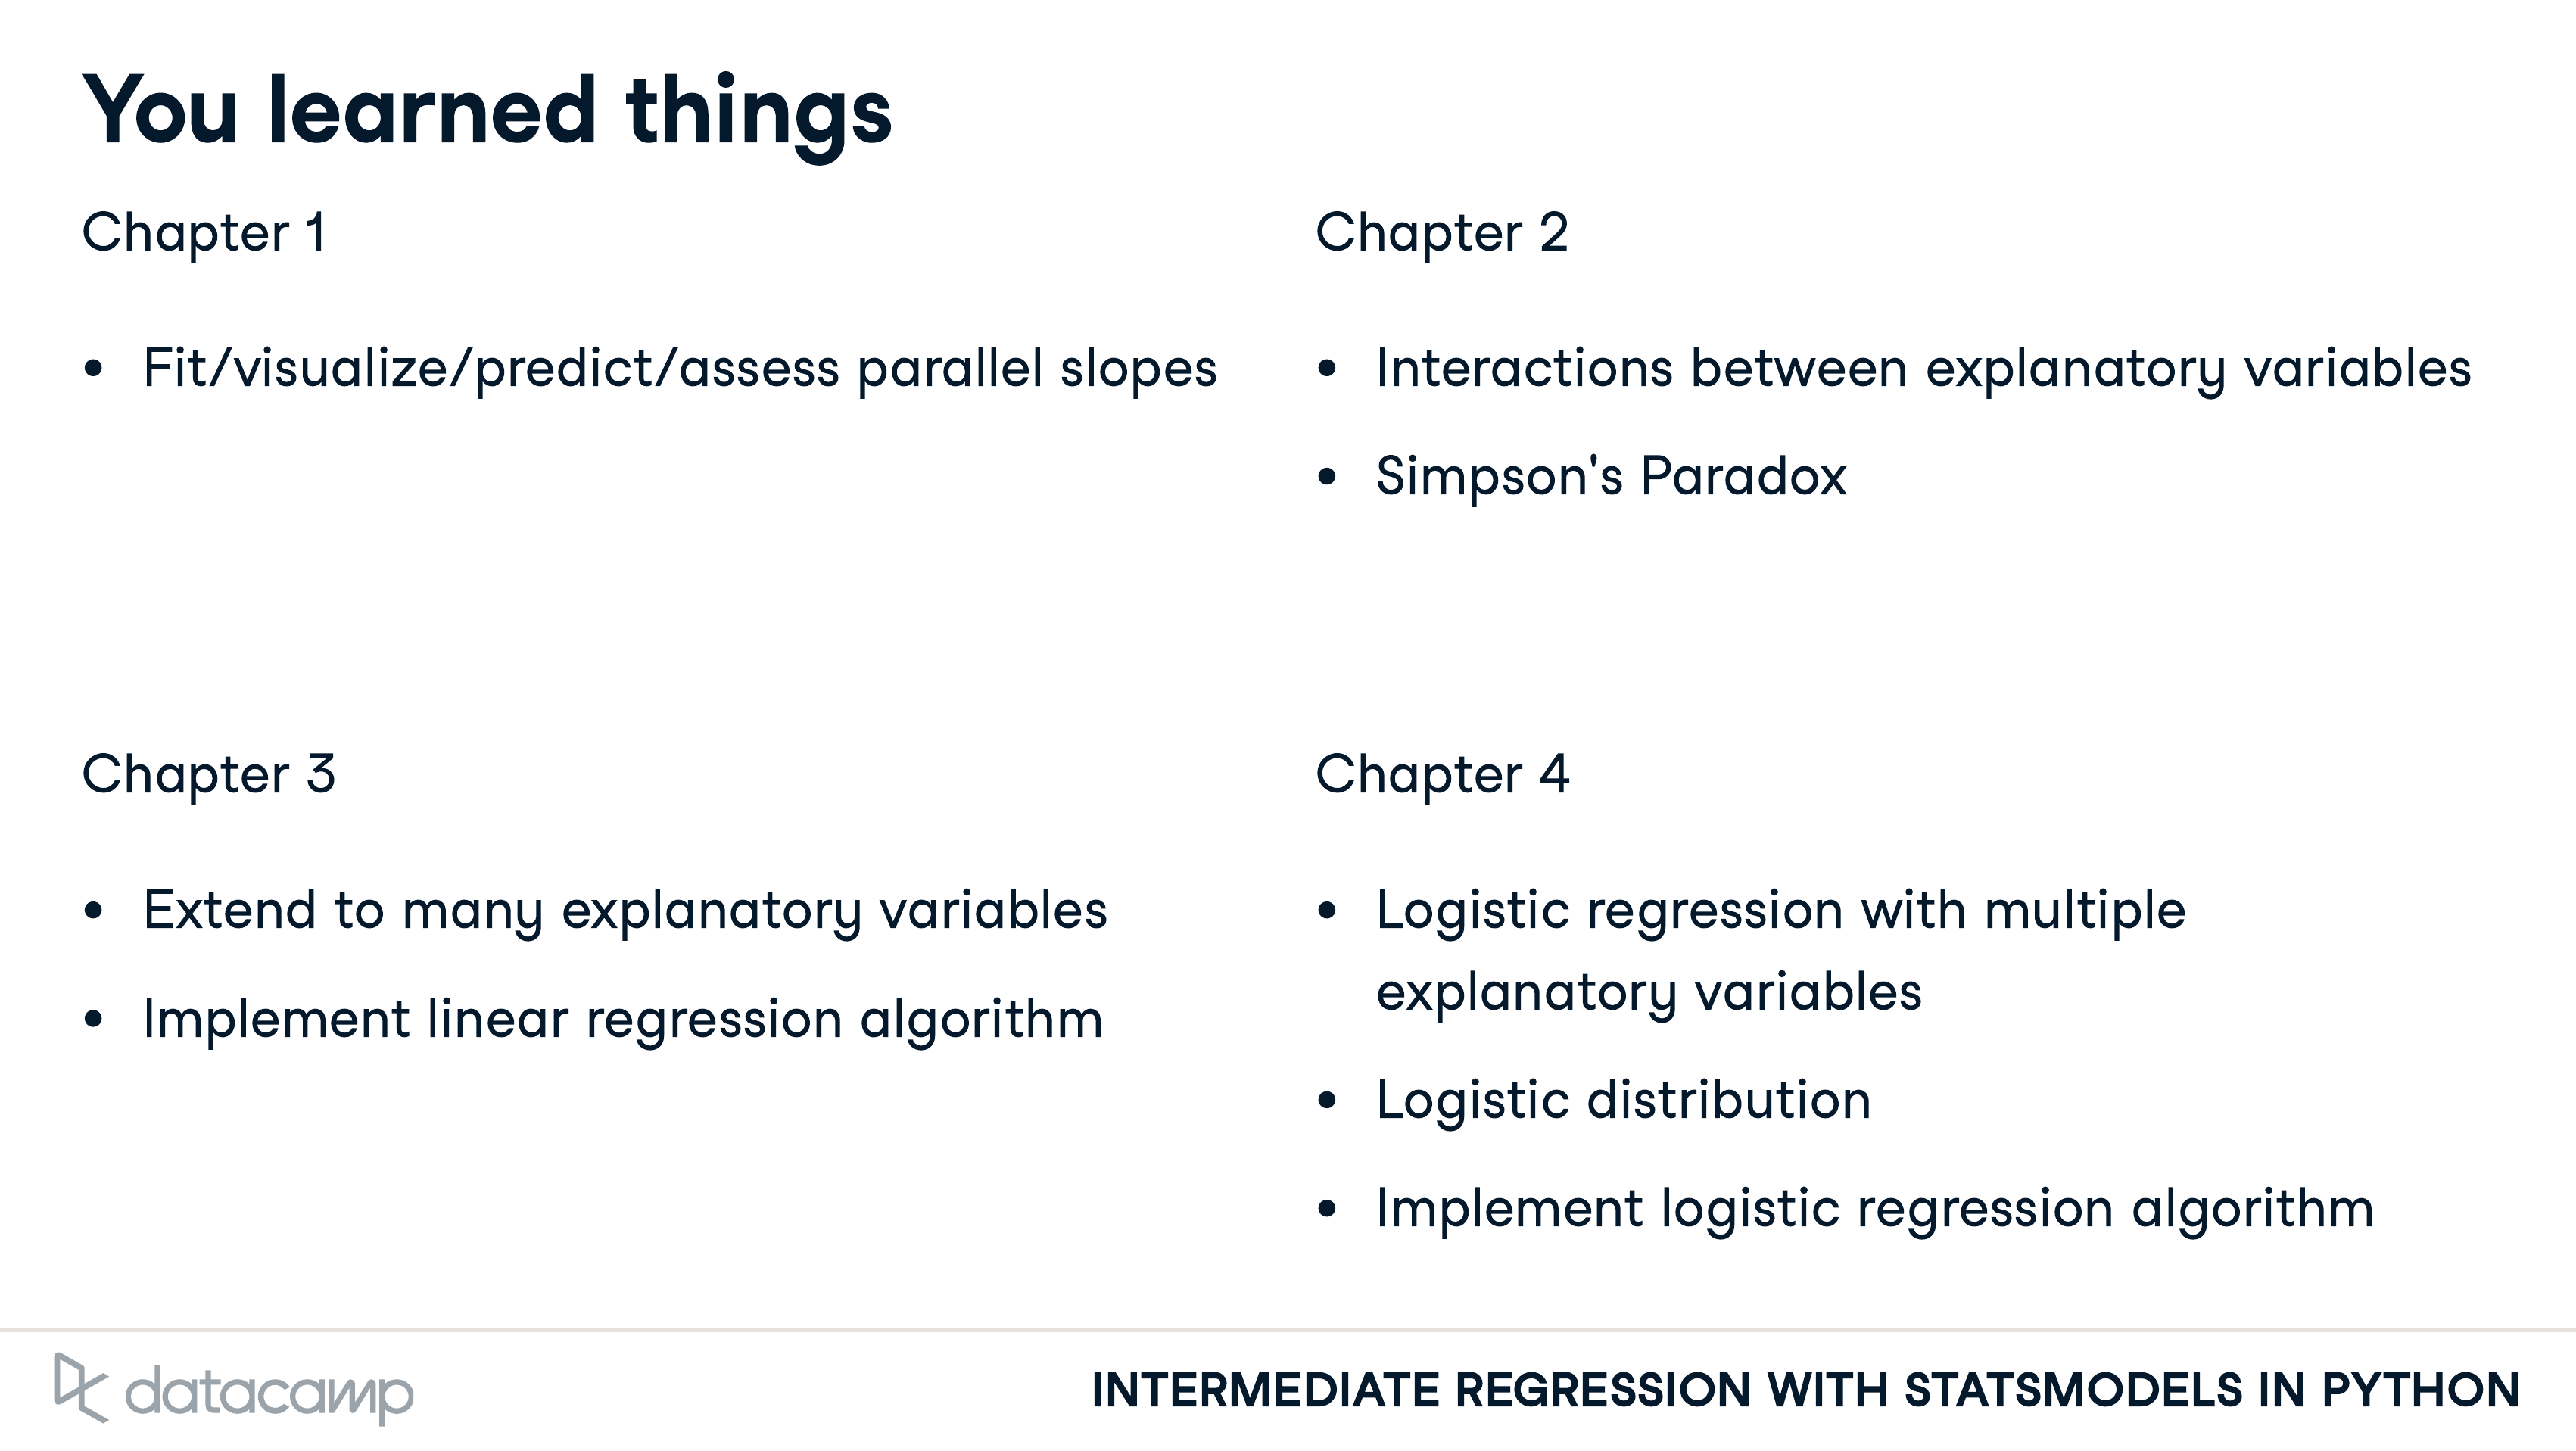 You learned things
Chapter 1
• Fit/visualize/predict/assess parallel slopes
Chapter 2
• Interactions between explanatory variables
• Simpson's Paradox
Chapter 3
• Extend to many explanatory variables
• Implement linear regression algorithm
Chapter 4
• Logistic regression with multiple
explanatory variables
• Logistic distribution
• Implement logistic regression algorithm
datacamp
INTERMEDIATE REGRESSION WITH STATSMODELS IN PYTHON